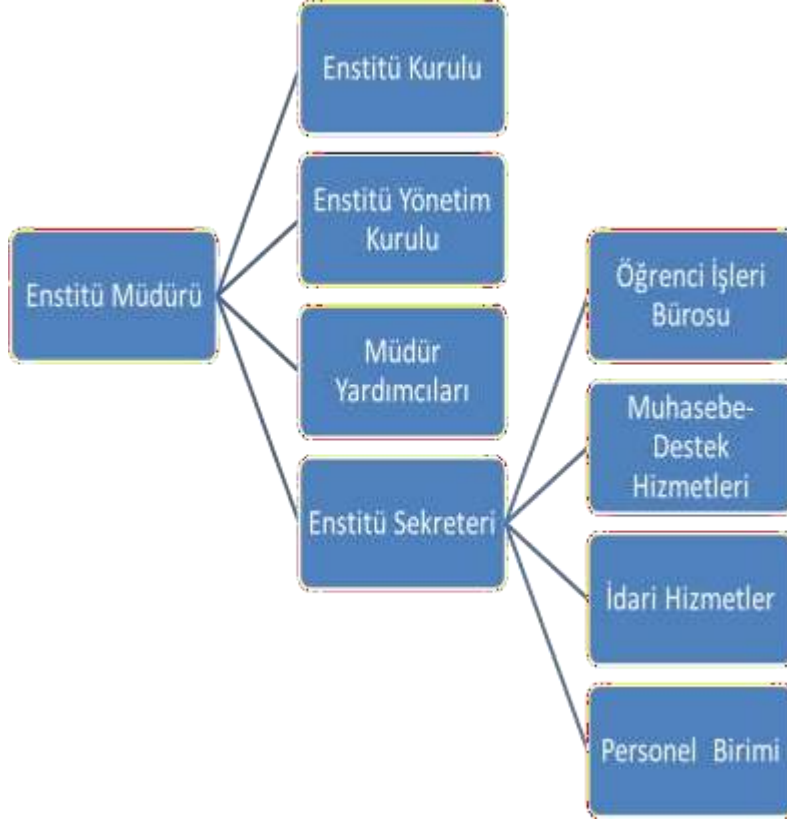 Enstitü Müdürü
Enstitü Kurulu
Enstitü Yönetim
Kurulu
Müdür
Yardımcıları
Enstitü Sekreteri
Öğrenci İşleri
Bürosu
Muhasebe-
Destek
Hizmetleri
İdari Hizmetler
Personel Birimi